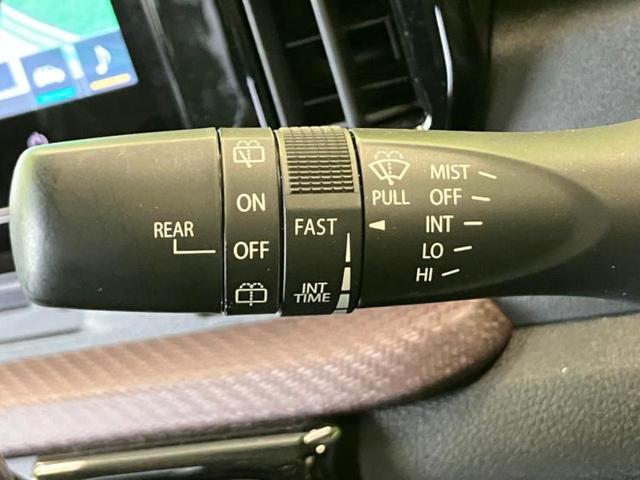 REAR
ON
OFF
FAST
INT
TIME
PULL
MIST
OFF
INT
LO
HI